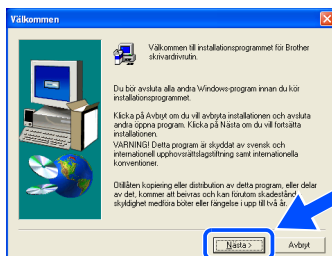 Välkommen
Välkommen till installationsprogrammet för Brother
skrivardrivrutin.
Du bör avsluta alla andra Windows-program innan du kör
installationsprogrammet.
Klicka på Avbryt om du vill avbryta installationen och avsluta
andra öppna program. Klicka på Nästa om du vill fortsätta
installationen.
VARNING! Detta program är skyddat av svensk och
internationell upphovsrättslagstiftning samt internationella
konventioner.
Otillåten kopiering eller distribution av detta program, eller delar
av det, kommer att beivras och kan förutom skadestånd
skyldighet medföra böter eller fängelse i upp till två år.
Nästa >
Avbryt